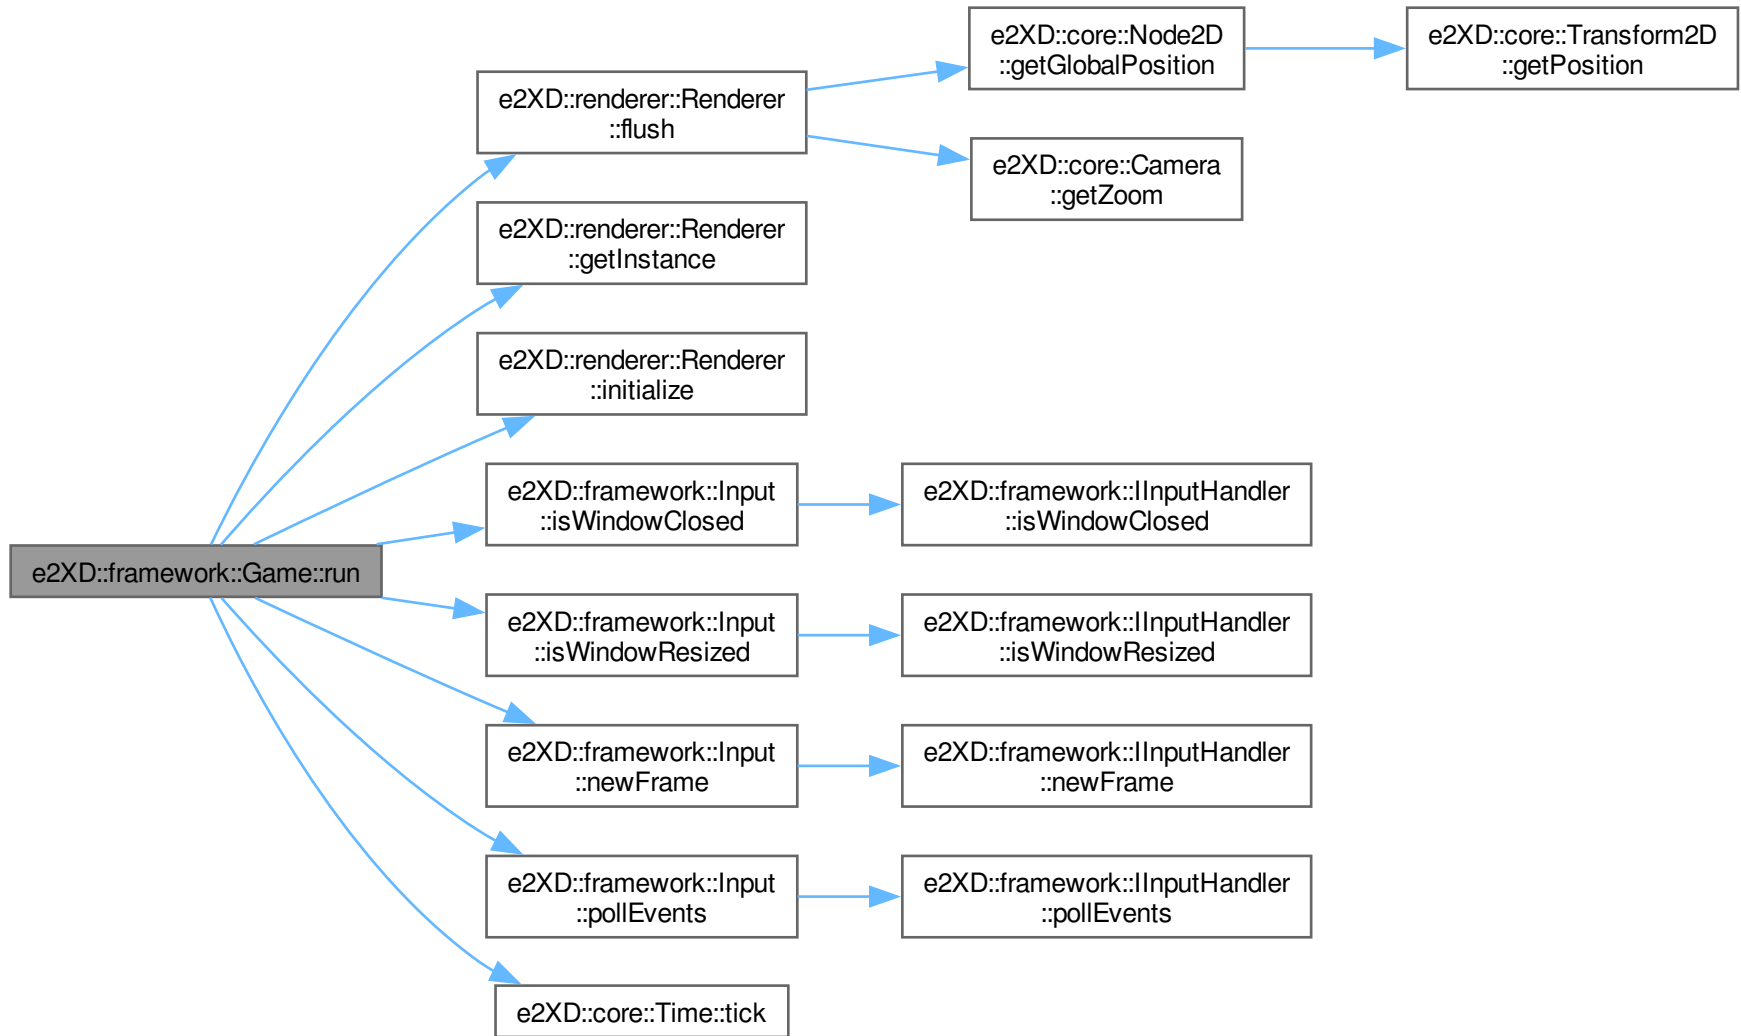 e2XD::framework::Game::run
e2XD::renderer::Renderer
::flush
e2XD::core::Node2D
::getGlobalPosition
e2XD::core::Transform2D
::getPosition
e2XD::core::Camera
::getZoom
e2XD::renderer::Renderer
::getInstance
e2XD::renderer::Renderer
::initialize
e2XD::framework::Input
::isWindowClosed
e2XD::framework::IInputHandler
::isWindowClosed
e2XD::framework::Input
::isWindowResized
e2XD::framework::IInputHandler
::isWindowResized
e2XD::framework::Input
::newFrame
e2XD::framework::IInputHandler
::newFrame
e2XD::framework::Input
::pollEvents
e2XD::framework::IInputHandler
::pollEvents
e2XD::core::Time::tick